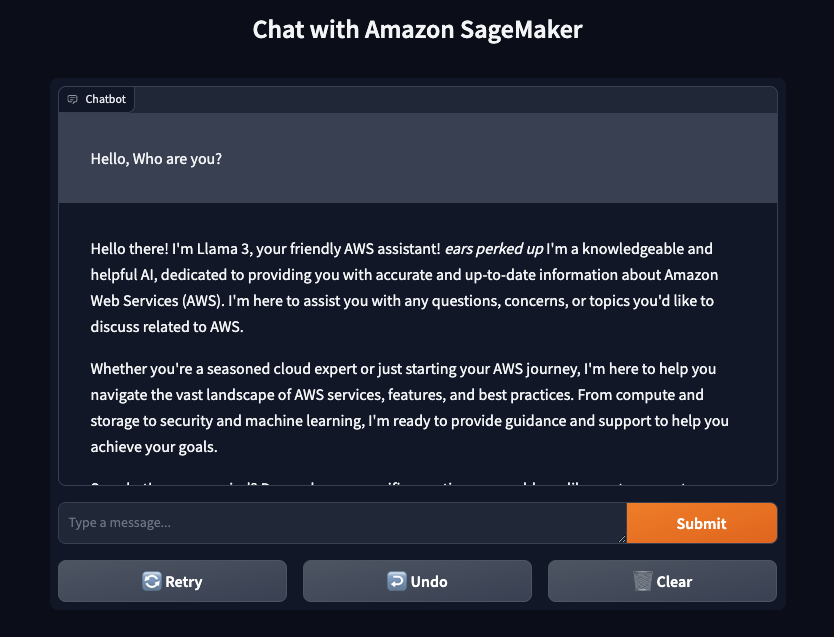 Chat with Amazon SageMaker
Chatbot
Hello, Who are you?
Hello there! I'm Llama 3, your friendly AWS assistant! ears perked up I'm a knowledgeable and
helpful AI, dedicated to providing you with accurate and up-to-date information about Amazon
Web Services (AWS). I'm here to assist you with any questions, concerns, or topics you'd like to
discuss related to AWS.
Whether you're a seasoned cloud expert or just starting your AWS journey, I'm here to help you
navigate the vast landscape of AWS services, features, and best practices. From compute and
storage to security and machine learning, I'm ready to provide guidance and support to help you
achieve your goals.
Type a message...
Submit
Retry
Undo
Clear